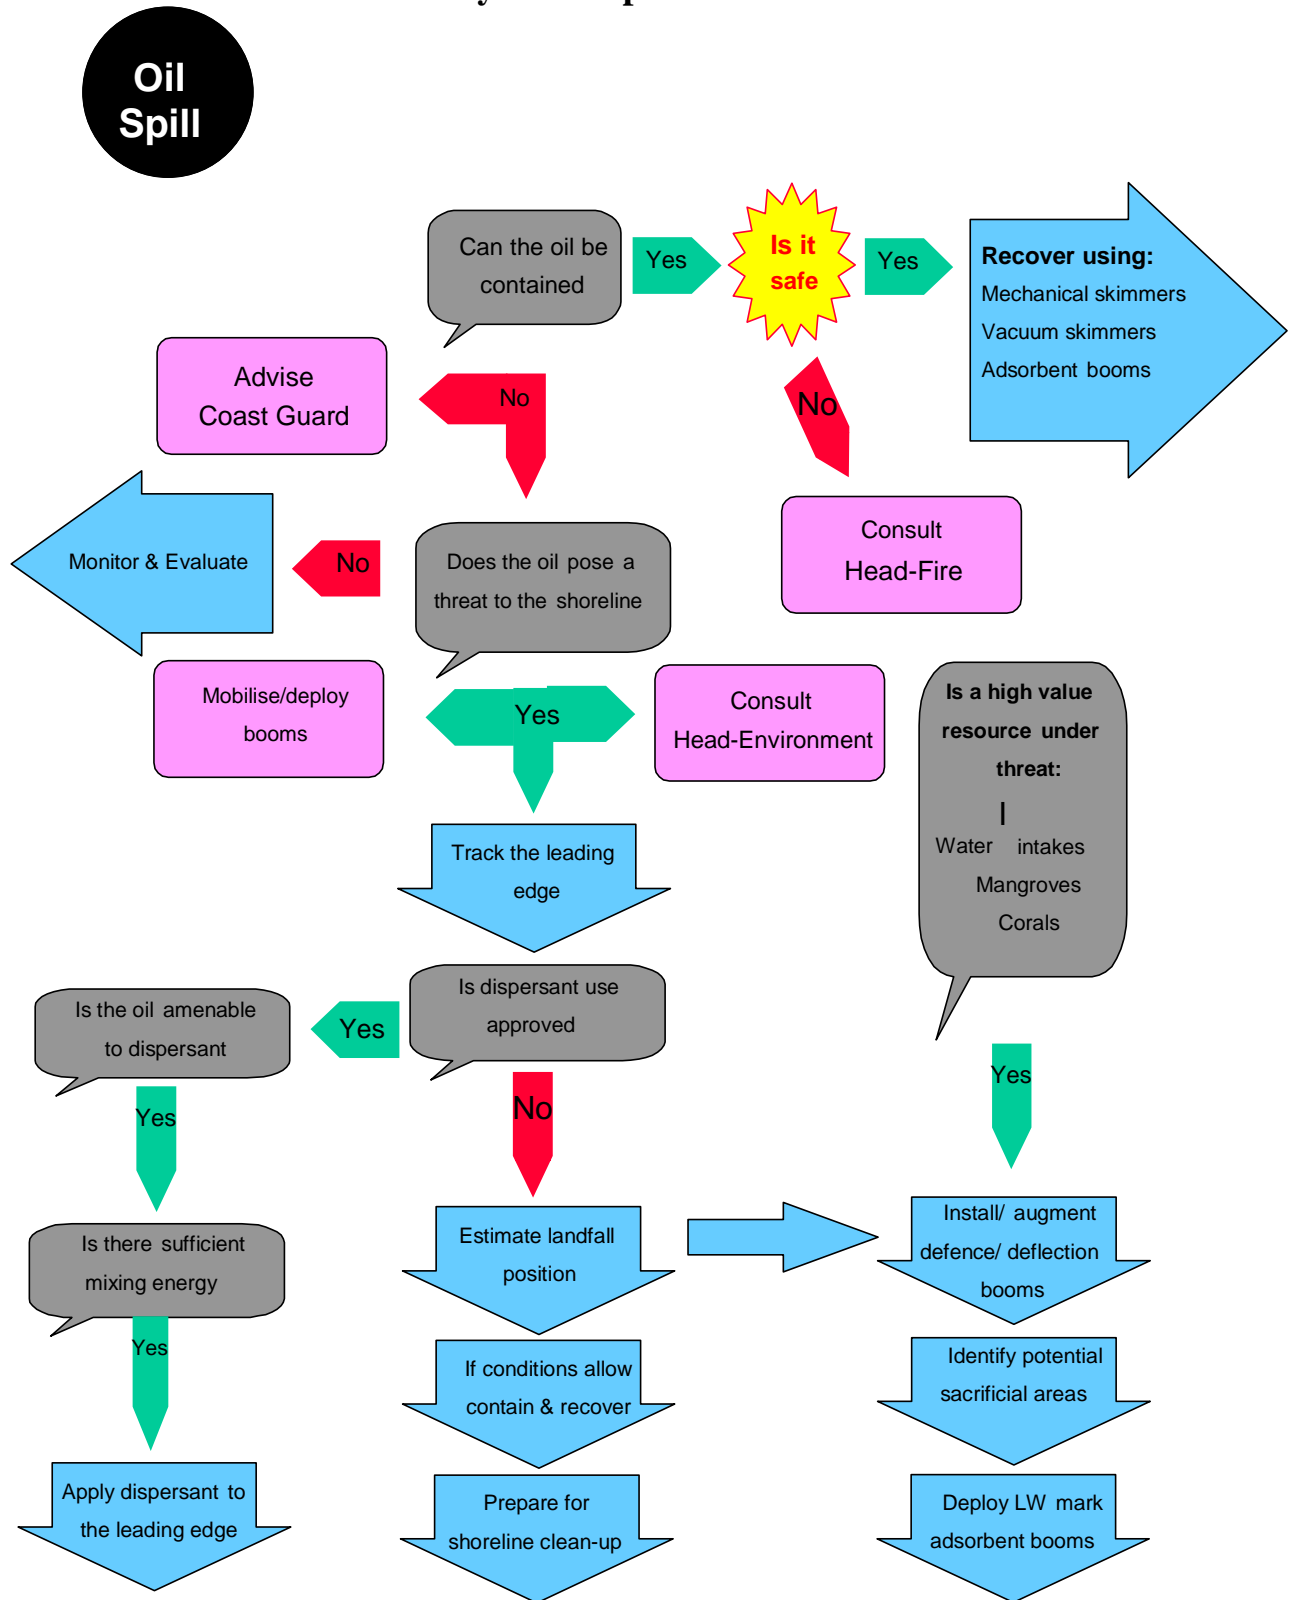 Oil
Spill
Can the oil be
contained
Yes
Is it
safe
Yes
Recover using:
Mechanical skimmers
Vacuum skimmers
Adsorbent booms
Advise
Coast Guard
No
No
Consult
Head-Fire
Monitor & Evaluate
No
Does the oil pose a
threat to the shoreline
Mobilise/deploy
booms
Yes
Consult
Head-Environment
Is a high value
resource under
threat:
|
Water intakes
Mangroves
Corals
Track the leading
edge
Is dispersant use
approved
Yes
Is the oil amenable
to dispersant
Yes
No
Yes
Is there sufficient
mixing energy
Yes
Estimate landfall
position
Install/ augment
defence/ deflection
booms
If conditions allow
contain & recover
Identify potential
sacrificial areas
Apply dispersant to
the leading edge
Prepare for
shoreline clean-up
Deploy LW mark
adsorbent booms